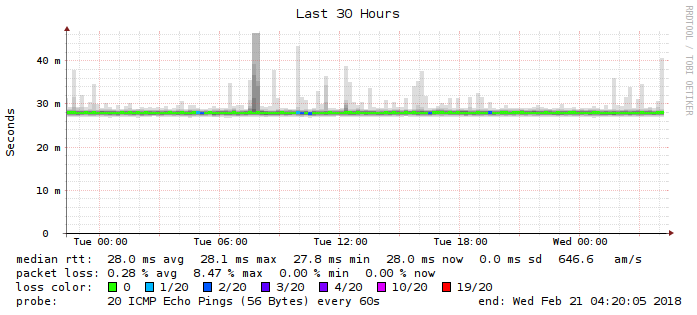 Last 30 Hours
RRDTOOL / TOBI OETIKER
Seconds
40 m
30 m
20 m
10 m
0
Tue 00:00 Tue 06:00 Tue 12:00 Tue 18:00 Wed 00:00
median rtt: 28.0 ms avg 28.1 ms max 27.8 ms min 28.0 ms now 0.0 ms sd 646.6 am/s
packet loss: 0.28 % avg 8.47 % max 0.00 % min 0.00 % now
loss color: 0 1/20 2/20 3/20 4/20 10/20 19/20
probe: 20 ICMP Echo Pings (56 Bytes) every 60s end: Wed Feb 21 04:20:05 2018